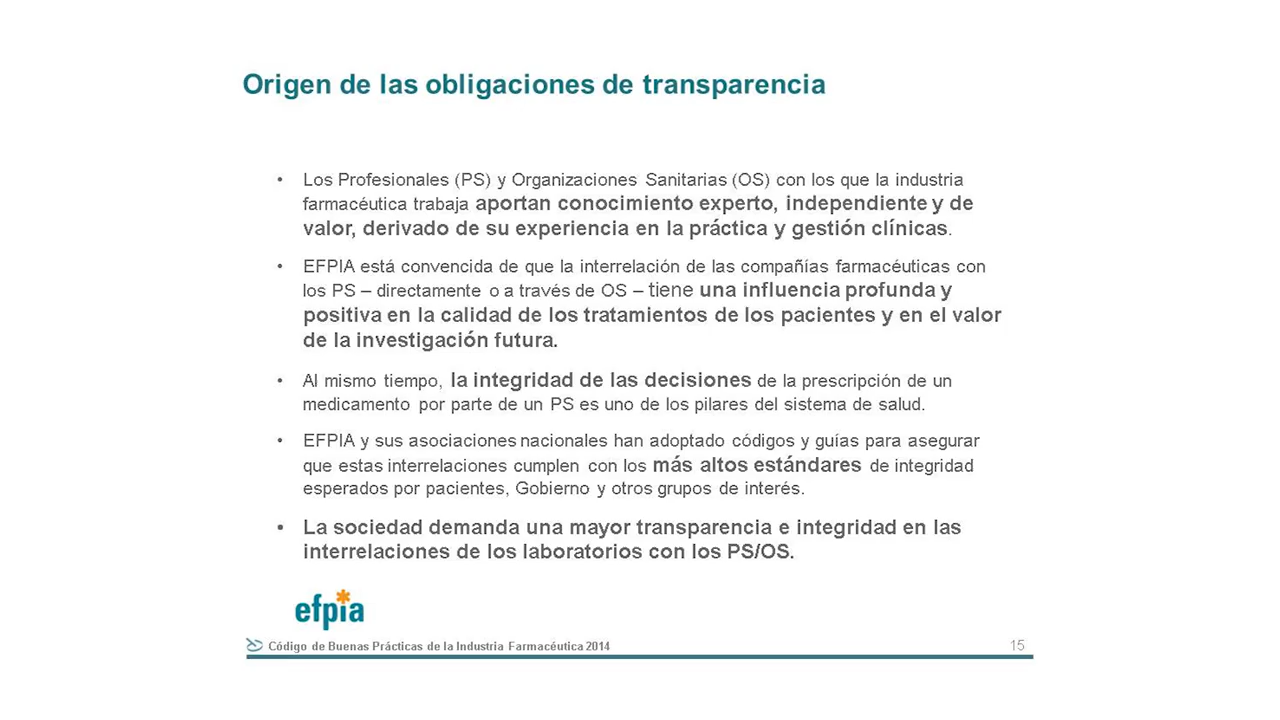 Origen de las obligaciones de transparencia
• Los Profesionales (PS) y Organizaciones Sanitarias (OS) con los que la industria
farmacéutica trabaja aportan conocimiento experto, independiente y de
valor, derivado de su experiencia en la práctica y gestión clínicas.
• EFPIA está convencida de que la interrelación de las compañías farmacéuticas con
los PS – directamente o a través de OS – tiene una influencia profunda y
positiva en la calidad de los tratamientos de los pacientes y en el valor
de la investigación futura.
• Al mismo tiempo, la integridad de las decisiones de la prescripción de un
medicamento por parte de un PS es uno de los pilares del sistema de salud.
• EFPIA y sus asociaciones nacionales han adoptado códigos y guías para asegurar
que estas interrelaciones cumplen con los más altos estándares de integridad
esperados por pacientes, Gobierno y otros grupos de interés.
• La sociedad demanda una mayor transparencia e integridad en las
interrelaciones de los laboratorios con los PS/OS.
efpia
Código de Buenas Prácticas de la Industria Farmacéutica 2014
15